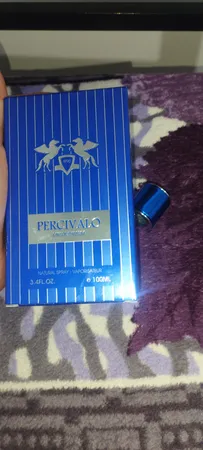 PERCIVALO
NATURAL SPRAY - VAPORISATEUR
3.4FL.OZ. e 100ML